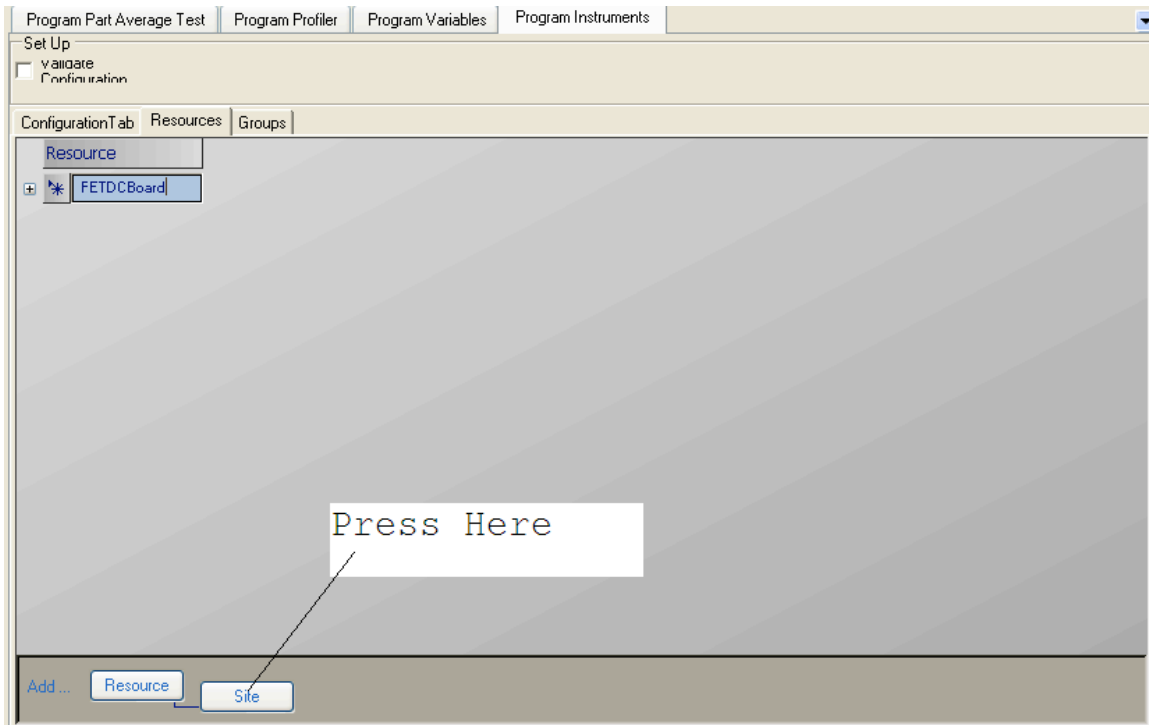 Program Part Average Test Program Profiler Program Variables Program Instruments
Set Up
Validate
Configuration
ConfigurationTab Resources Groups
Resource
FETDCBoard
Press Here
Add ... Resource Site